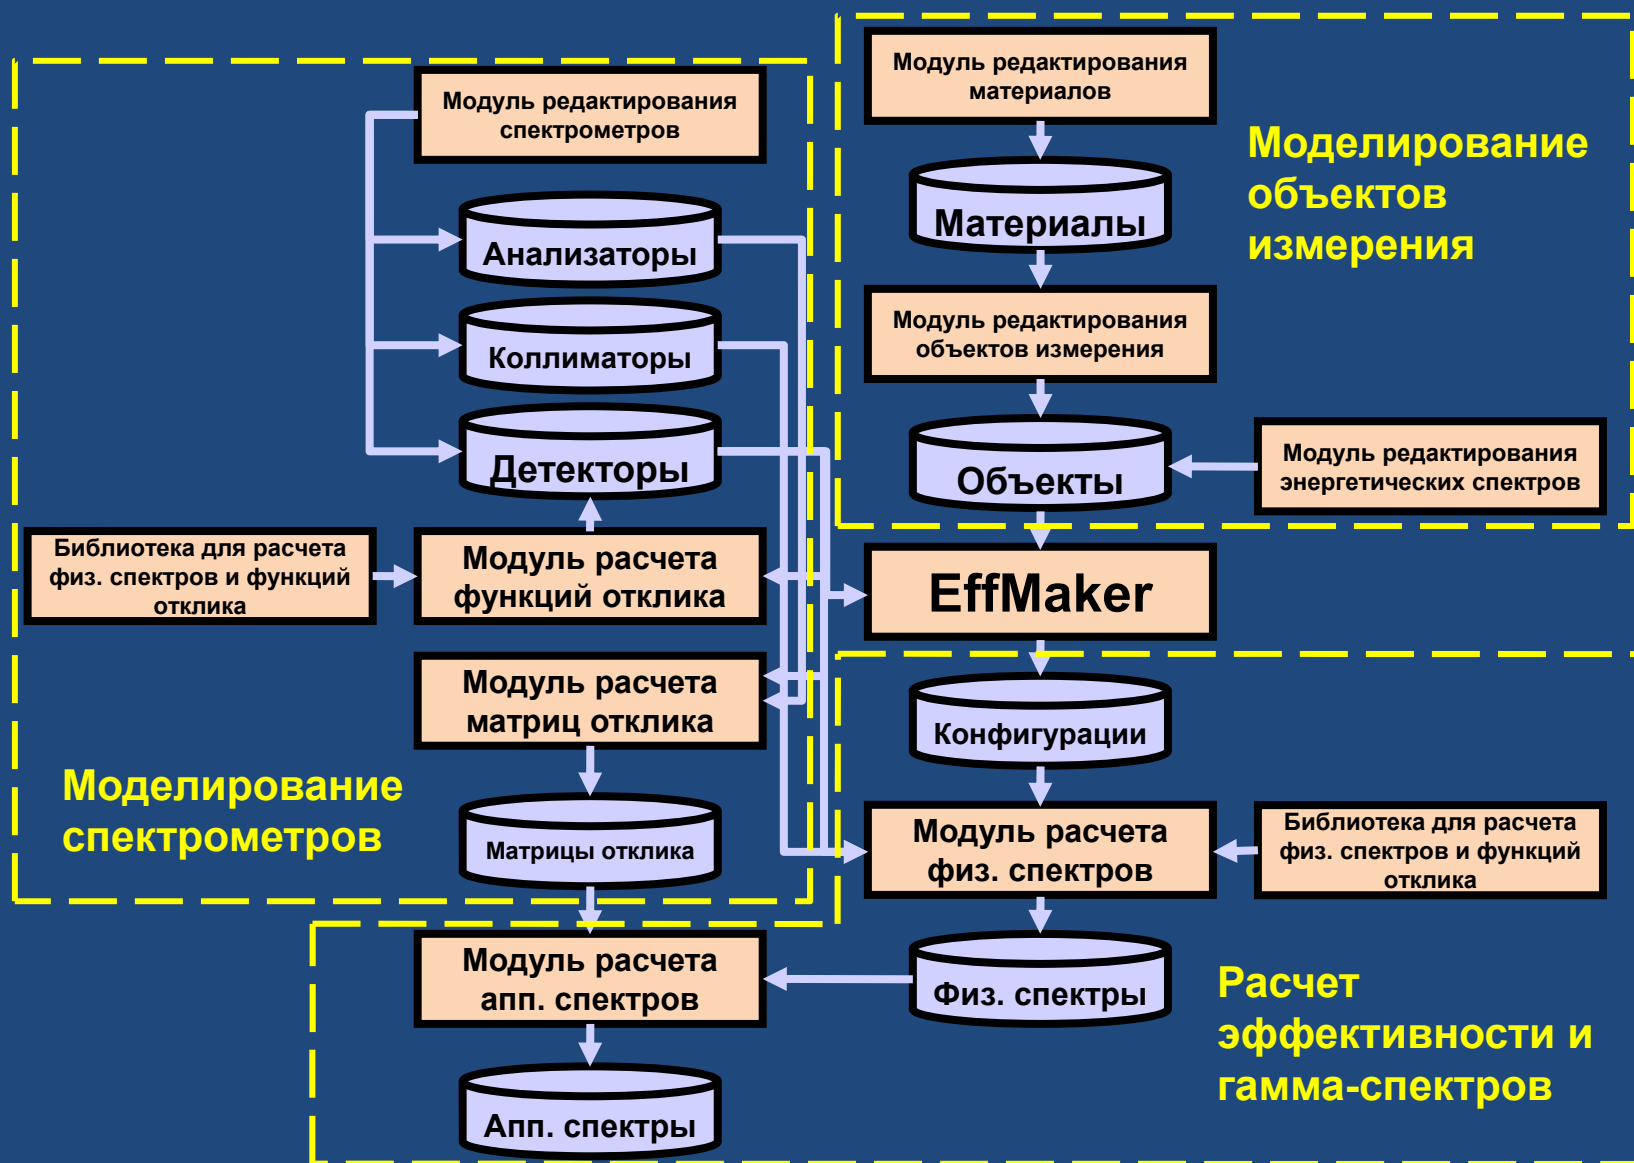 Модуль редактирования
спектрометров
Анализаторы
Коллиматоры
Детекторы
Библиотека для расчета
физ. спектров и функций
отклика
Модуль расчета
функций отклика
Модуль расчета
матриц отклика
Моделирование
спектрометров
Матрицы отклика
Модуль редактирования
материалов
Материалы
Моделирование
объектов
измерения
Модуль редактирования
объектов измерения
Объекты
Модуль редактирования
энергетических спектров
EffMaker
Конфигурации
Модуль расчета
физ. спектров
Библиотека для расчета
физ. спектров и функций
отклика
Модуль расчета
апп. спектров
Физ. спектры
Апп. спектры
Расчет
эффективности и
гамма-спектров